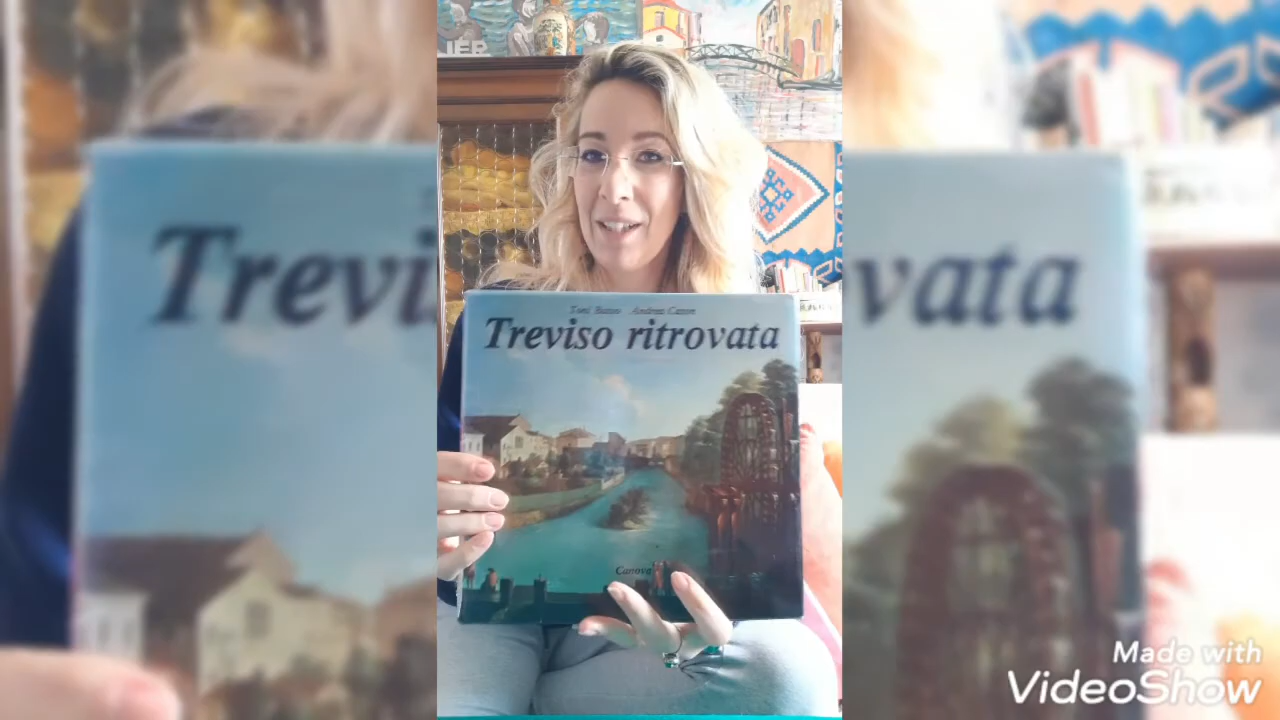 Toni Basso Andrea Cason
Treviso ritrovata
Canova
Made with
VideoShow